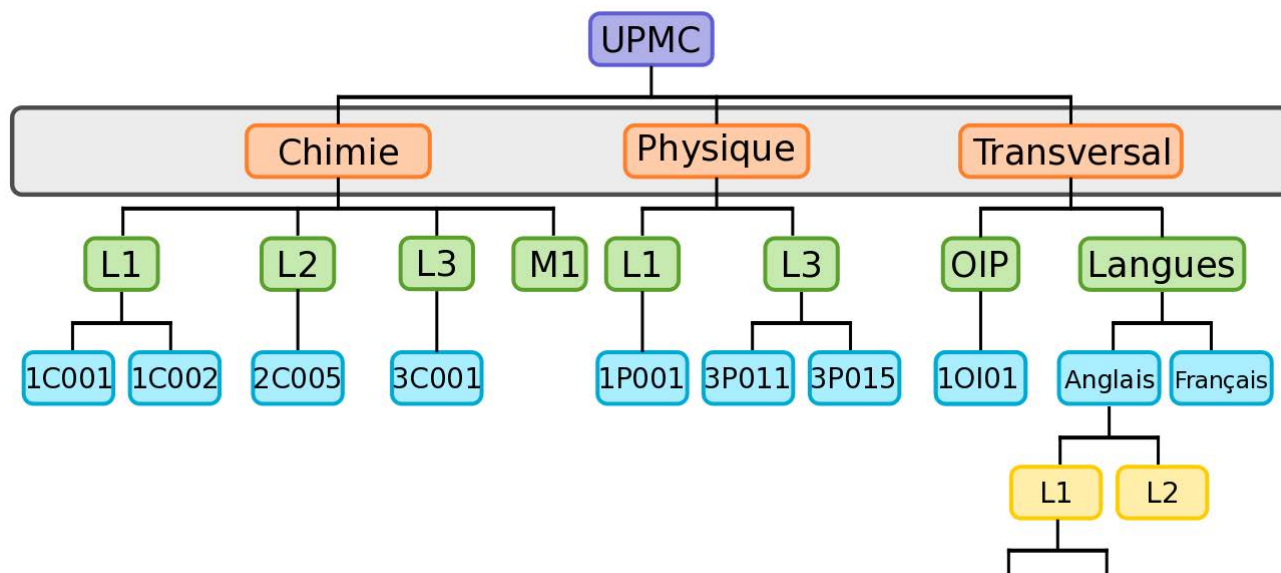 UPMC
Chimie Physique Transversal
L1 L2 L3 M1 L1 L3 OIP Langues
1C001 1C002 2C005 3C001 1P001 3P011 3P015 1OI01 Anglais Français
L1 L2